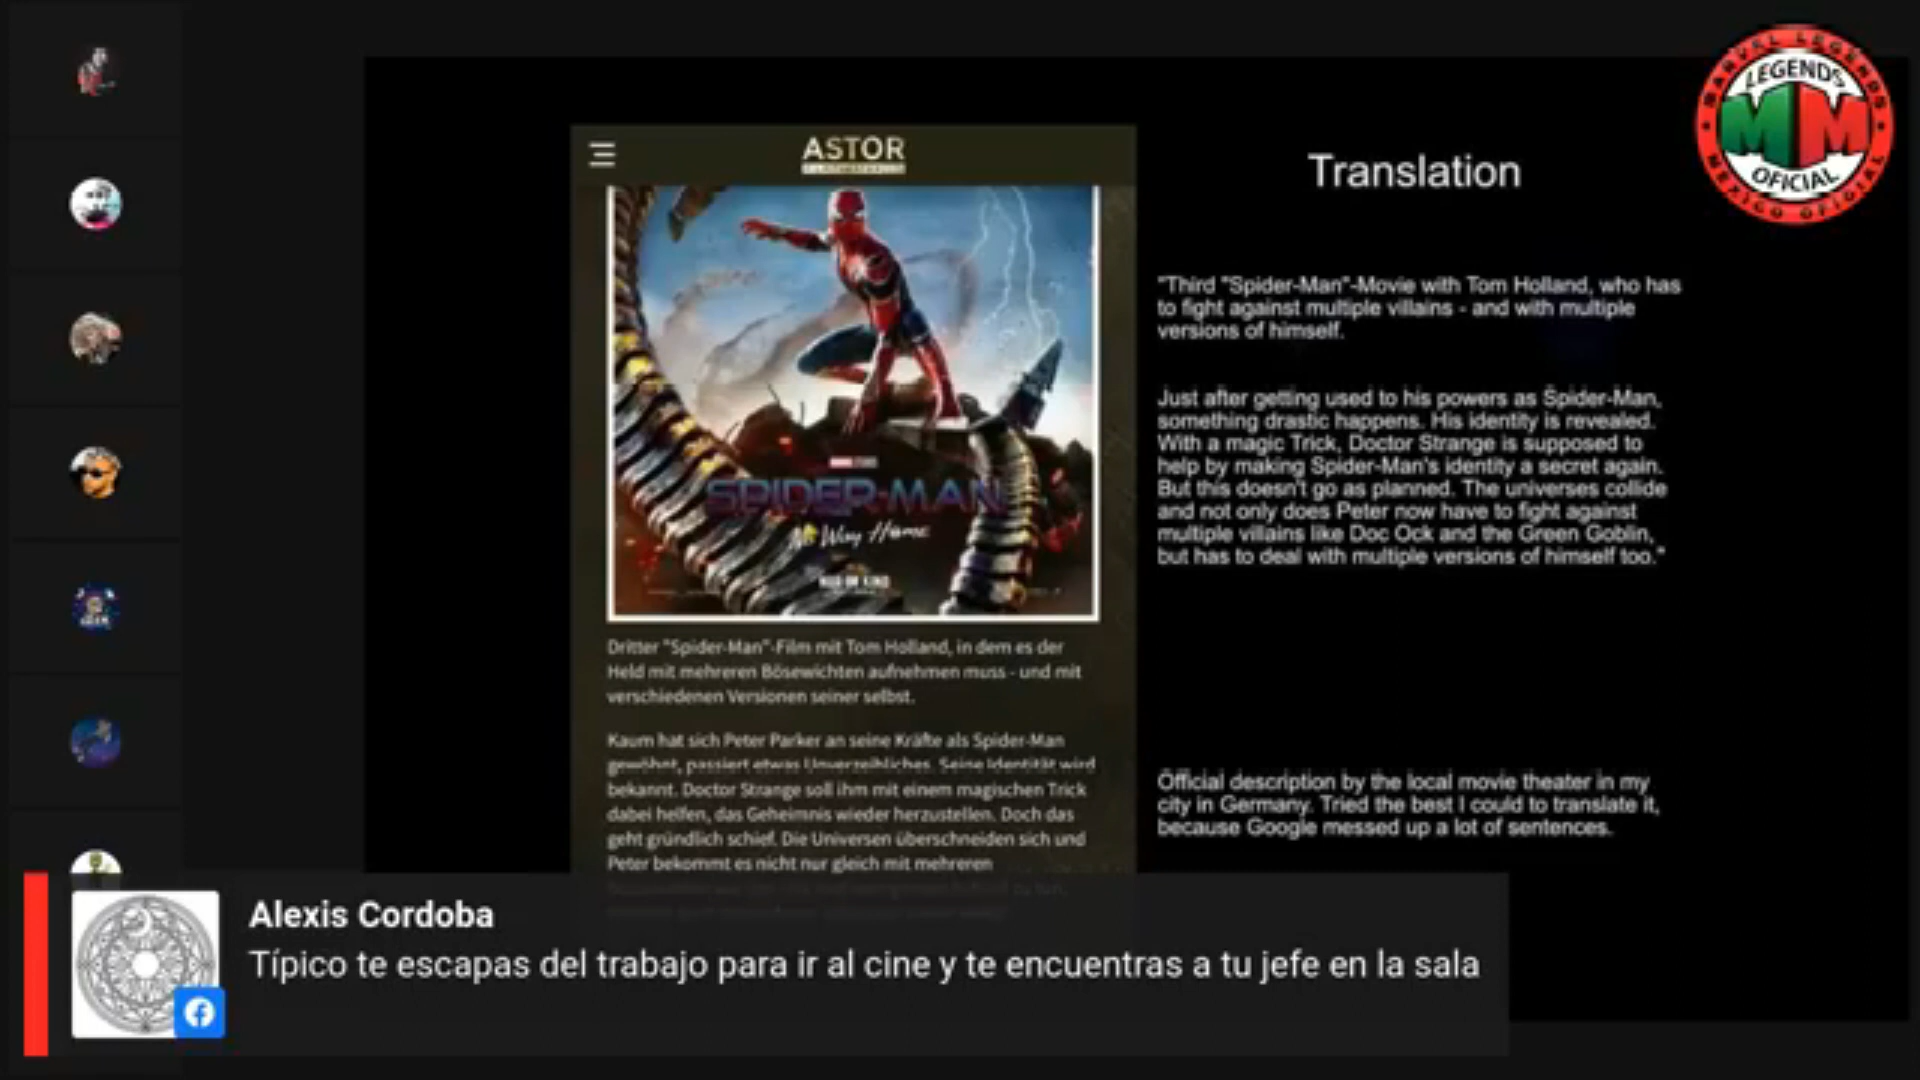 MARVEL LEGENDS
LEGENDS
MM
OFICIAL
MEXICO OFICIAL
ASTOR
Translation
"Third "Spider-Man"-Movie with Tom Holland, who has
to fight against multiple villains - and with multiple
versions of himself.
Just after getting used to his powers as Spider-Man,
something drastic happens. His identity is revealed.
With a magic Trick, Doctor Strange is supposed to
help by making Spider-Man's identity a secret again.
But this doesn't go as planned. The universes collide
and not only does Peter now have to fight against
multiple villains like Doc Ock and the Green Goblin,
but has to deal with multiple versions of himself too."
SPIDER-MAN
No Way Home
Dritter "Spider-Man"-Film mit Tom Holland, in dem es der
Held mit mehreren Bösewichten aufnehmen muss - und mit
verschiedenen Versionen seiner selbst.
Kaum hat sich Peter Parker an seine Kräfte als Spider-Man
gewöhnt, passiert etwas Unverzeihliches. Seine Identität wird
bekannt. Doctor Strange soll ihm mit einem magischen Trick
dabei helfen, das Geheimnis wieder herzustellen. Doch das
geht gründlich schief. Die Universen überschneiden sich und
Peter bekommt es nicht nur gleich mit mehreren
Official description by the local movie theater in my
city in Germany. Tried the best I could to translate it,
because Google messed up a lot of sentences.
Alexis Cordoba
Típico te escapas del trabajo para ir al cine y te encuentras a tu jefe en la sala